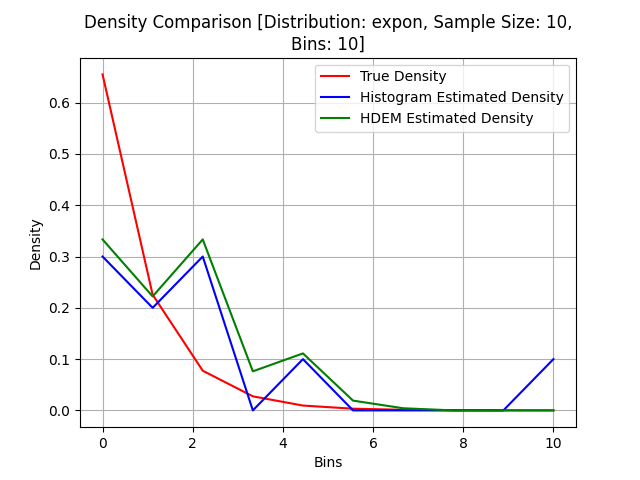 Density Comparison [Distribution: expon, Sample Size: 10,
Bins: 10]
True Density
Histogram Estimated Density
HDEM Estimated Density
Density
0.6
0.5
0.4
0.3
0.2
0.1
0.0
0 2 4 6 8 10
Bins